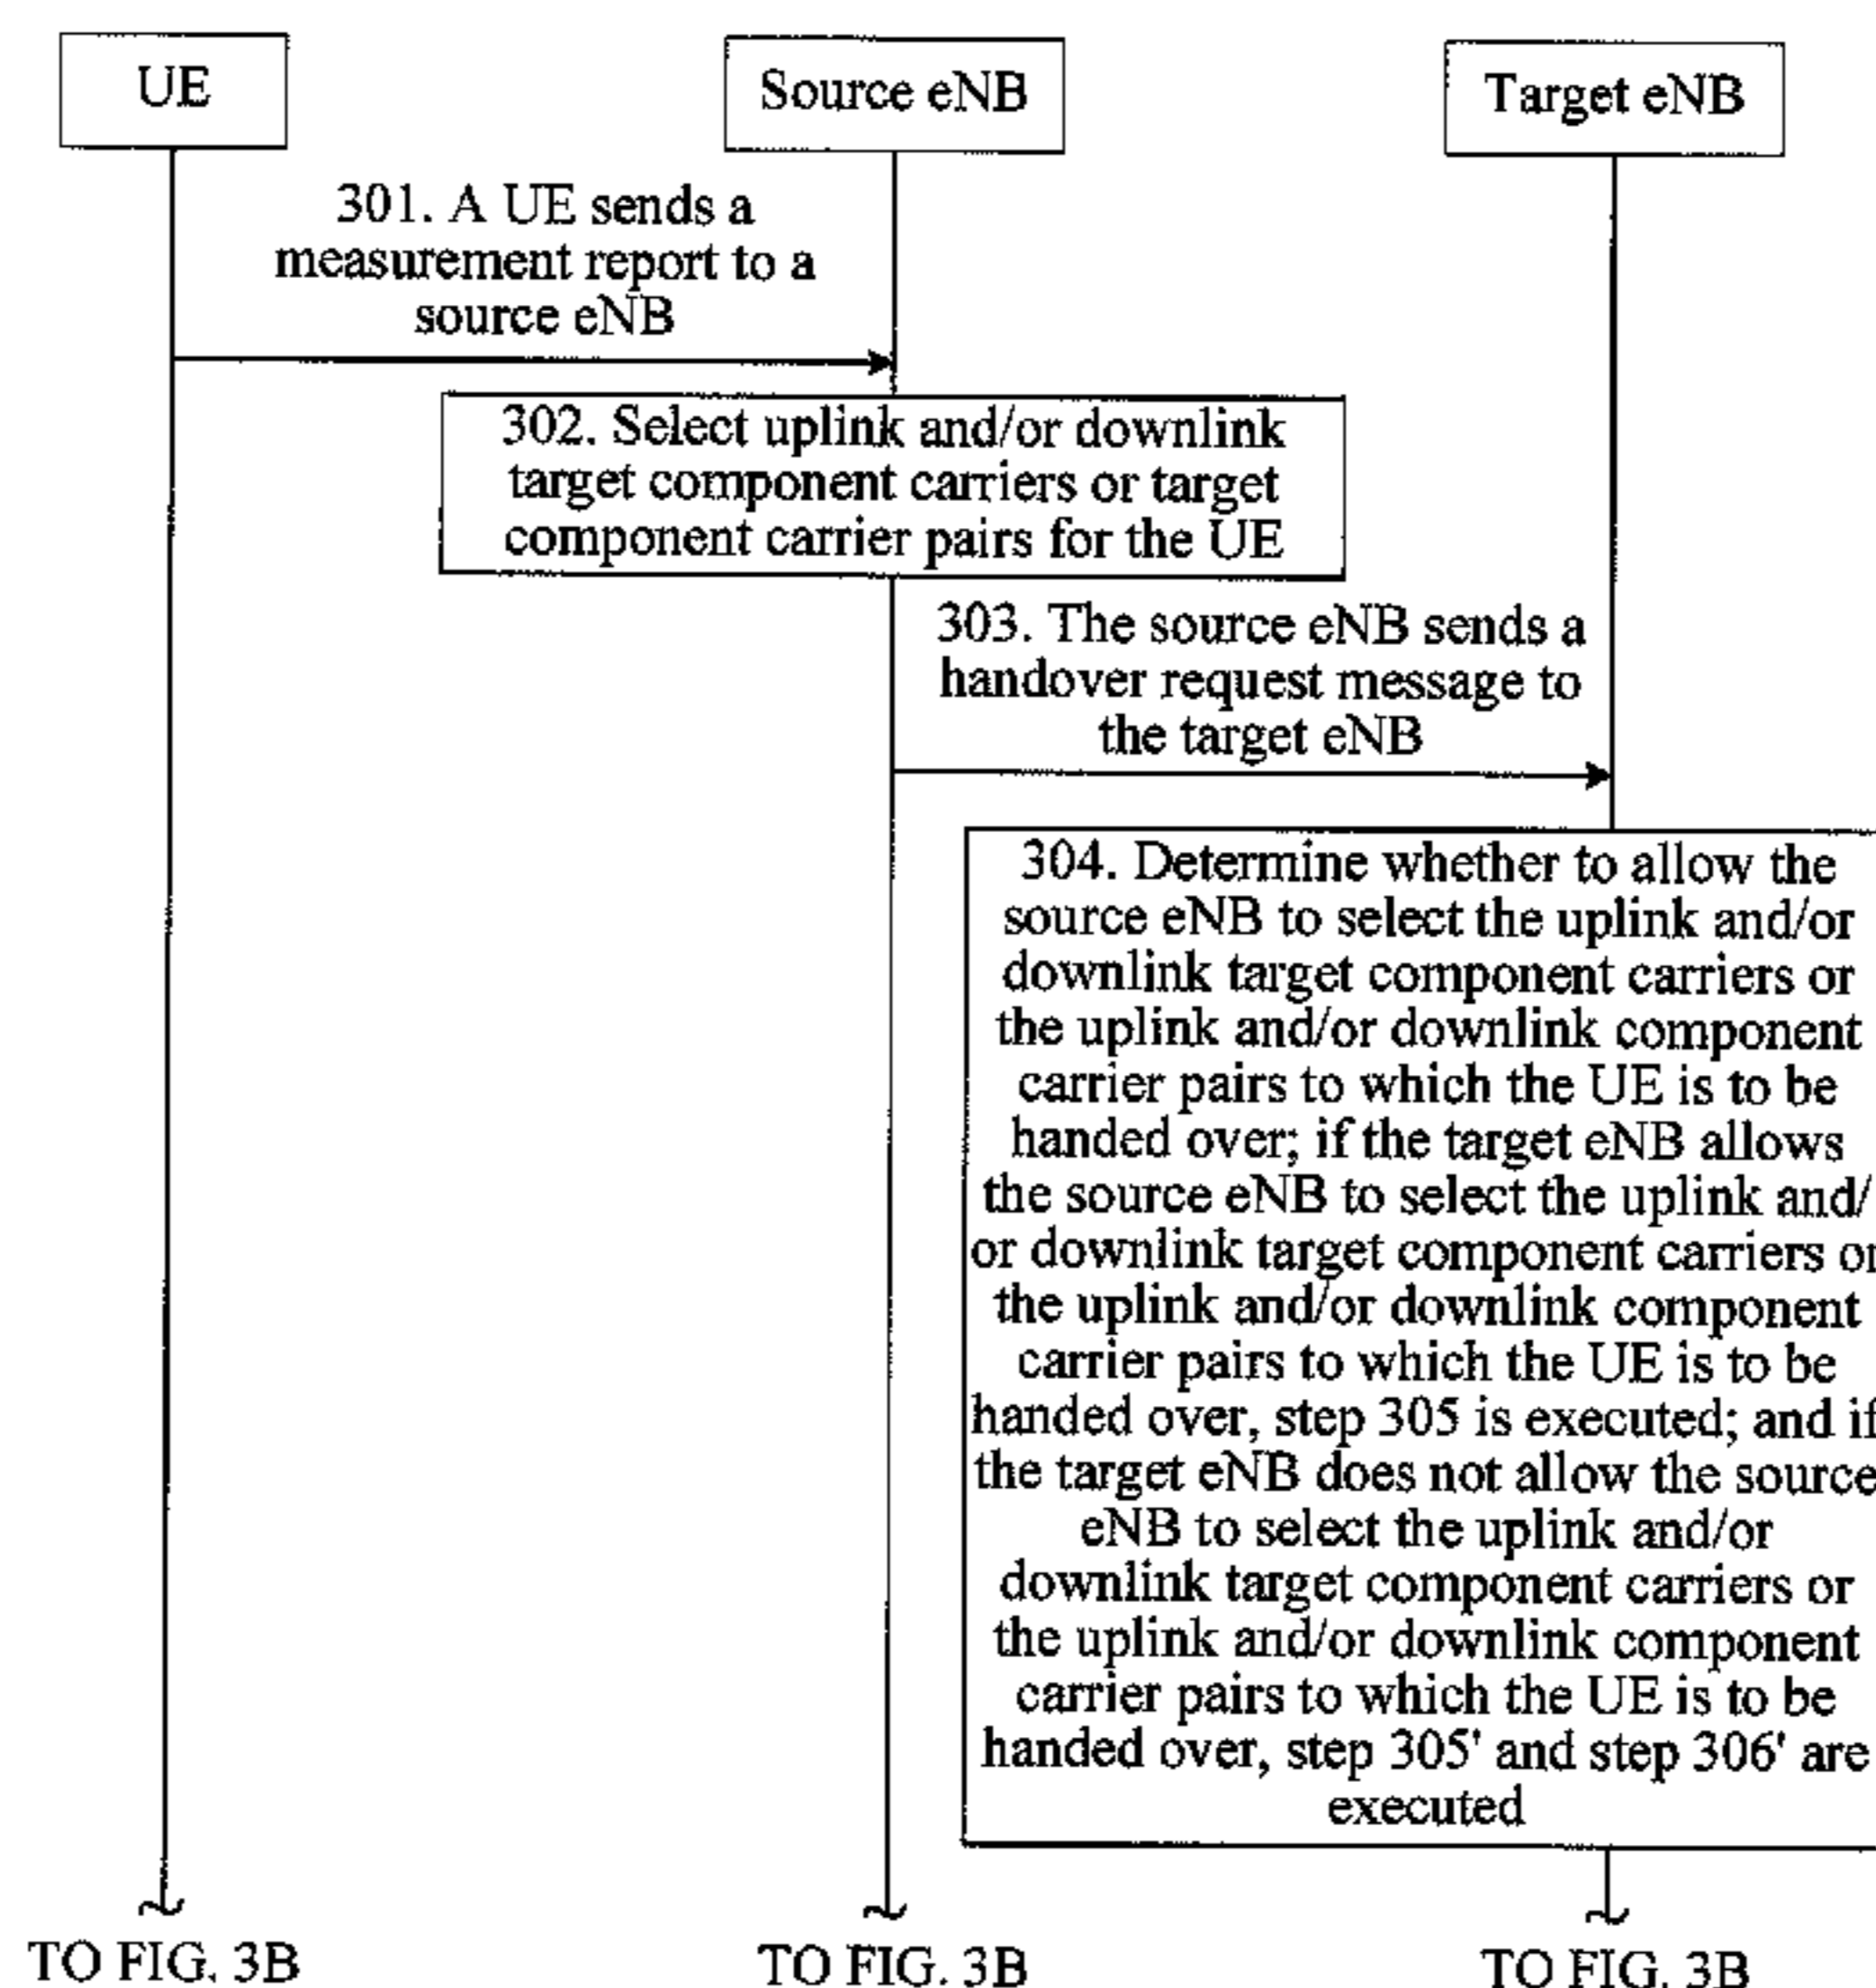 UE
Source eNB
Target eNB
301. A UE sends a
measurement report to a
source eNB
302. Select uplink and/or downlink
target component carriers or target
component carrier pairs for the UE
303. The source eNB sends a
handover request message to
the target eNB
304. Determine whether to allow the
source eNB to select the uplink and/or
downlink target component carriers or
the uplink and/or downlink component
carrier pairs to which the UE is to be
handed over; if the target eNB allows
the source eNB to select the uplink and/
or downlink target component carriers or
the uplink and/or downlink component
carrier pairs to which the UE is to be
handed over, step 305 is executed; and if
the target eNB does not allow the source
eNB to select the uplink and/or
downlink target component carriers or
the uplink and/or downlink component
carrier pairs to which the UE is to be
handed over, step 305' and step 306' are
executed
TO FIG. 3B
TO FIG. 3B
TO FIG. 3B